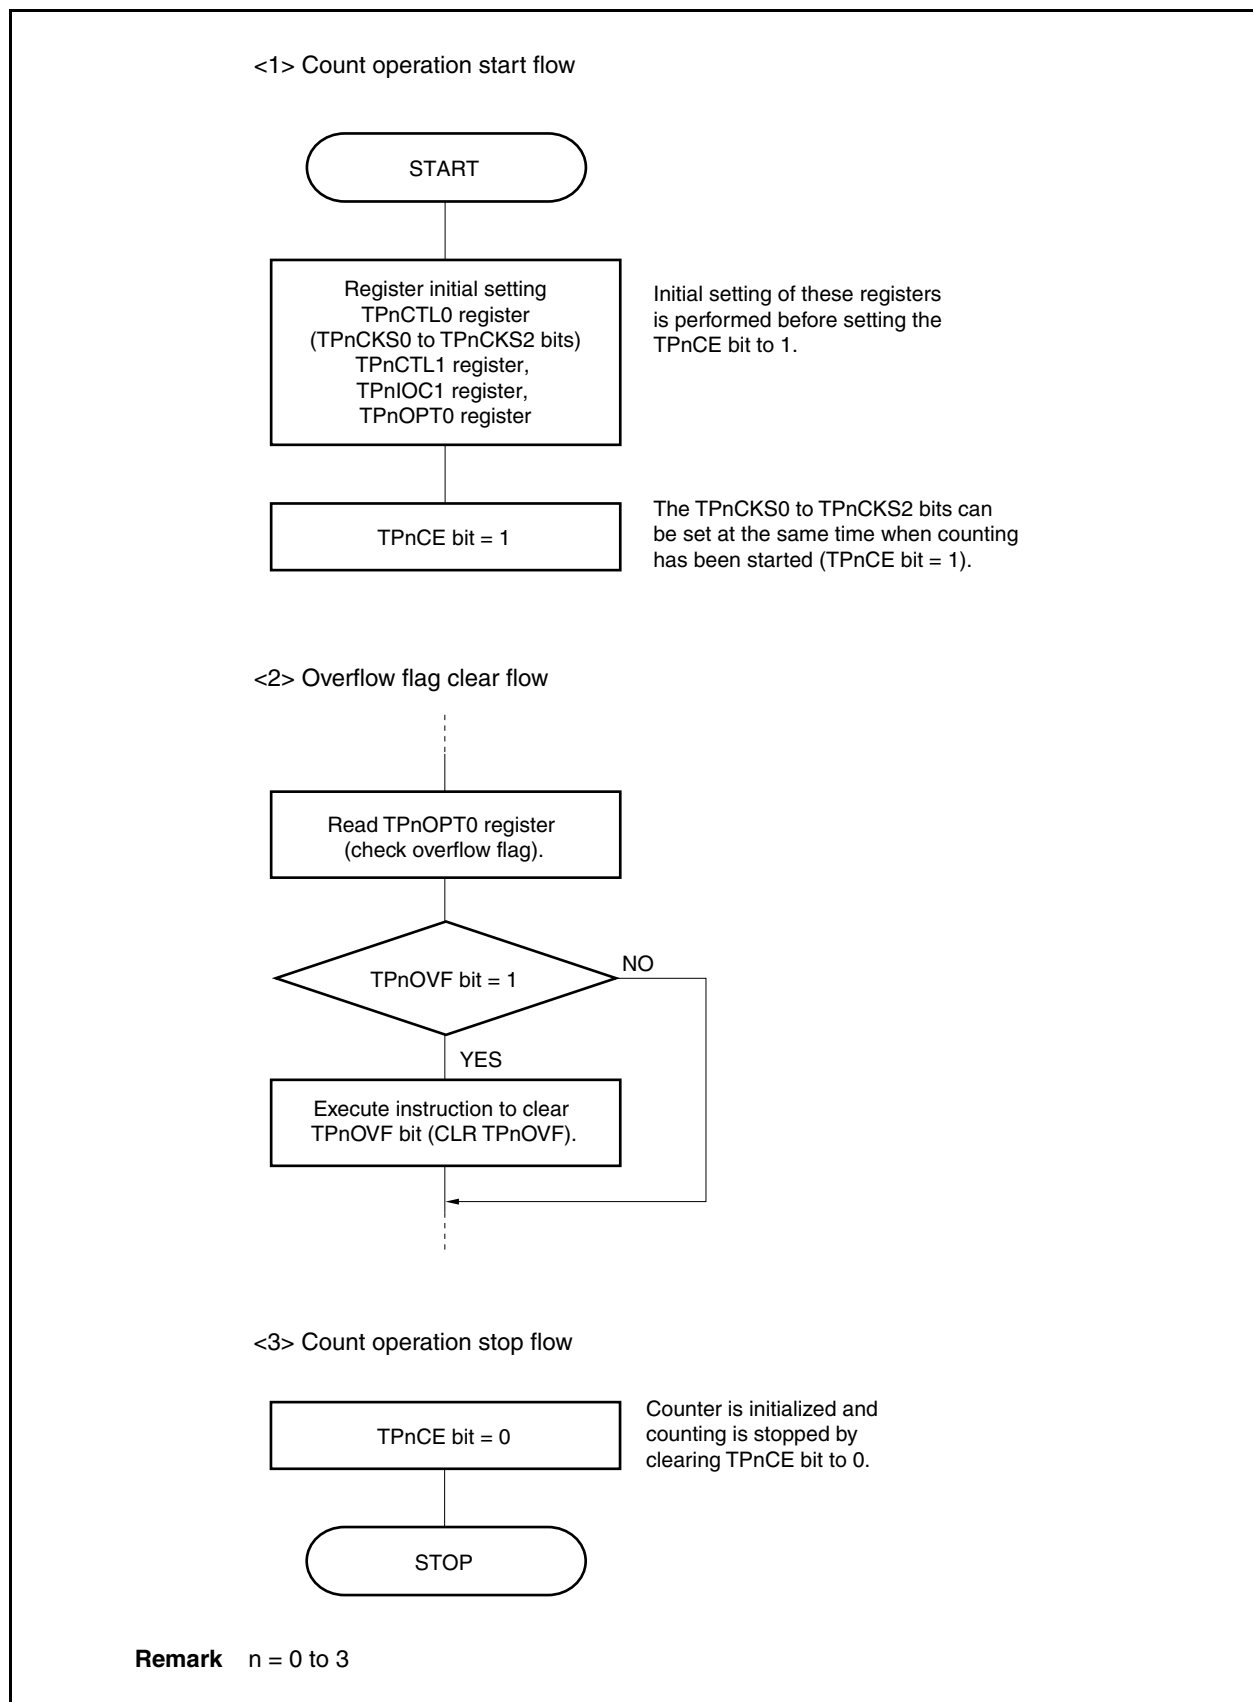 <1> Count operation start flow
START
Register initial setting
TPnCTL0 register
(TPnCKS0 to TPnCKS2 bits)
TPnCTL1 register,
TPnIOC1 register,
TPnOPT0 register
Initial setting of these registers
is performed before setting the
TPnCE bit to 1.
TPnCE bit = 1
The TPnCKS0 to TPnCKS2 bits can
be set at the same time when counting
has been started (TPnCE bit = 1).
<2> Overflow flag clear flow
Read TPnOPT0 register
(check overflow flag).
TPnOVF bit = 1
NO
YES
Execute instruction to clear
TPnOVF bit (CLR TPnOVF).
<3> Count operation stop flow
TPnCE bit = 0
Counter is initialized and
counting is stopped by
clearing TPnCE bit to 0.
STOP
Remark n = 0 to 3